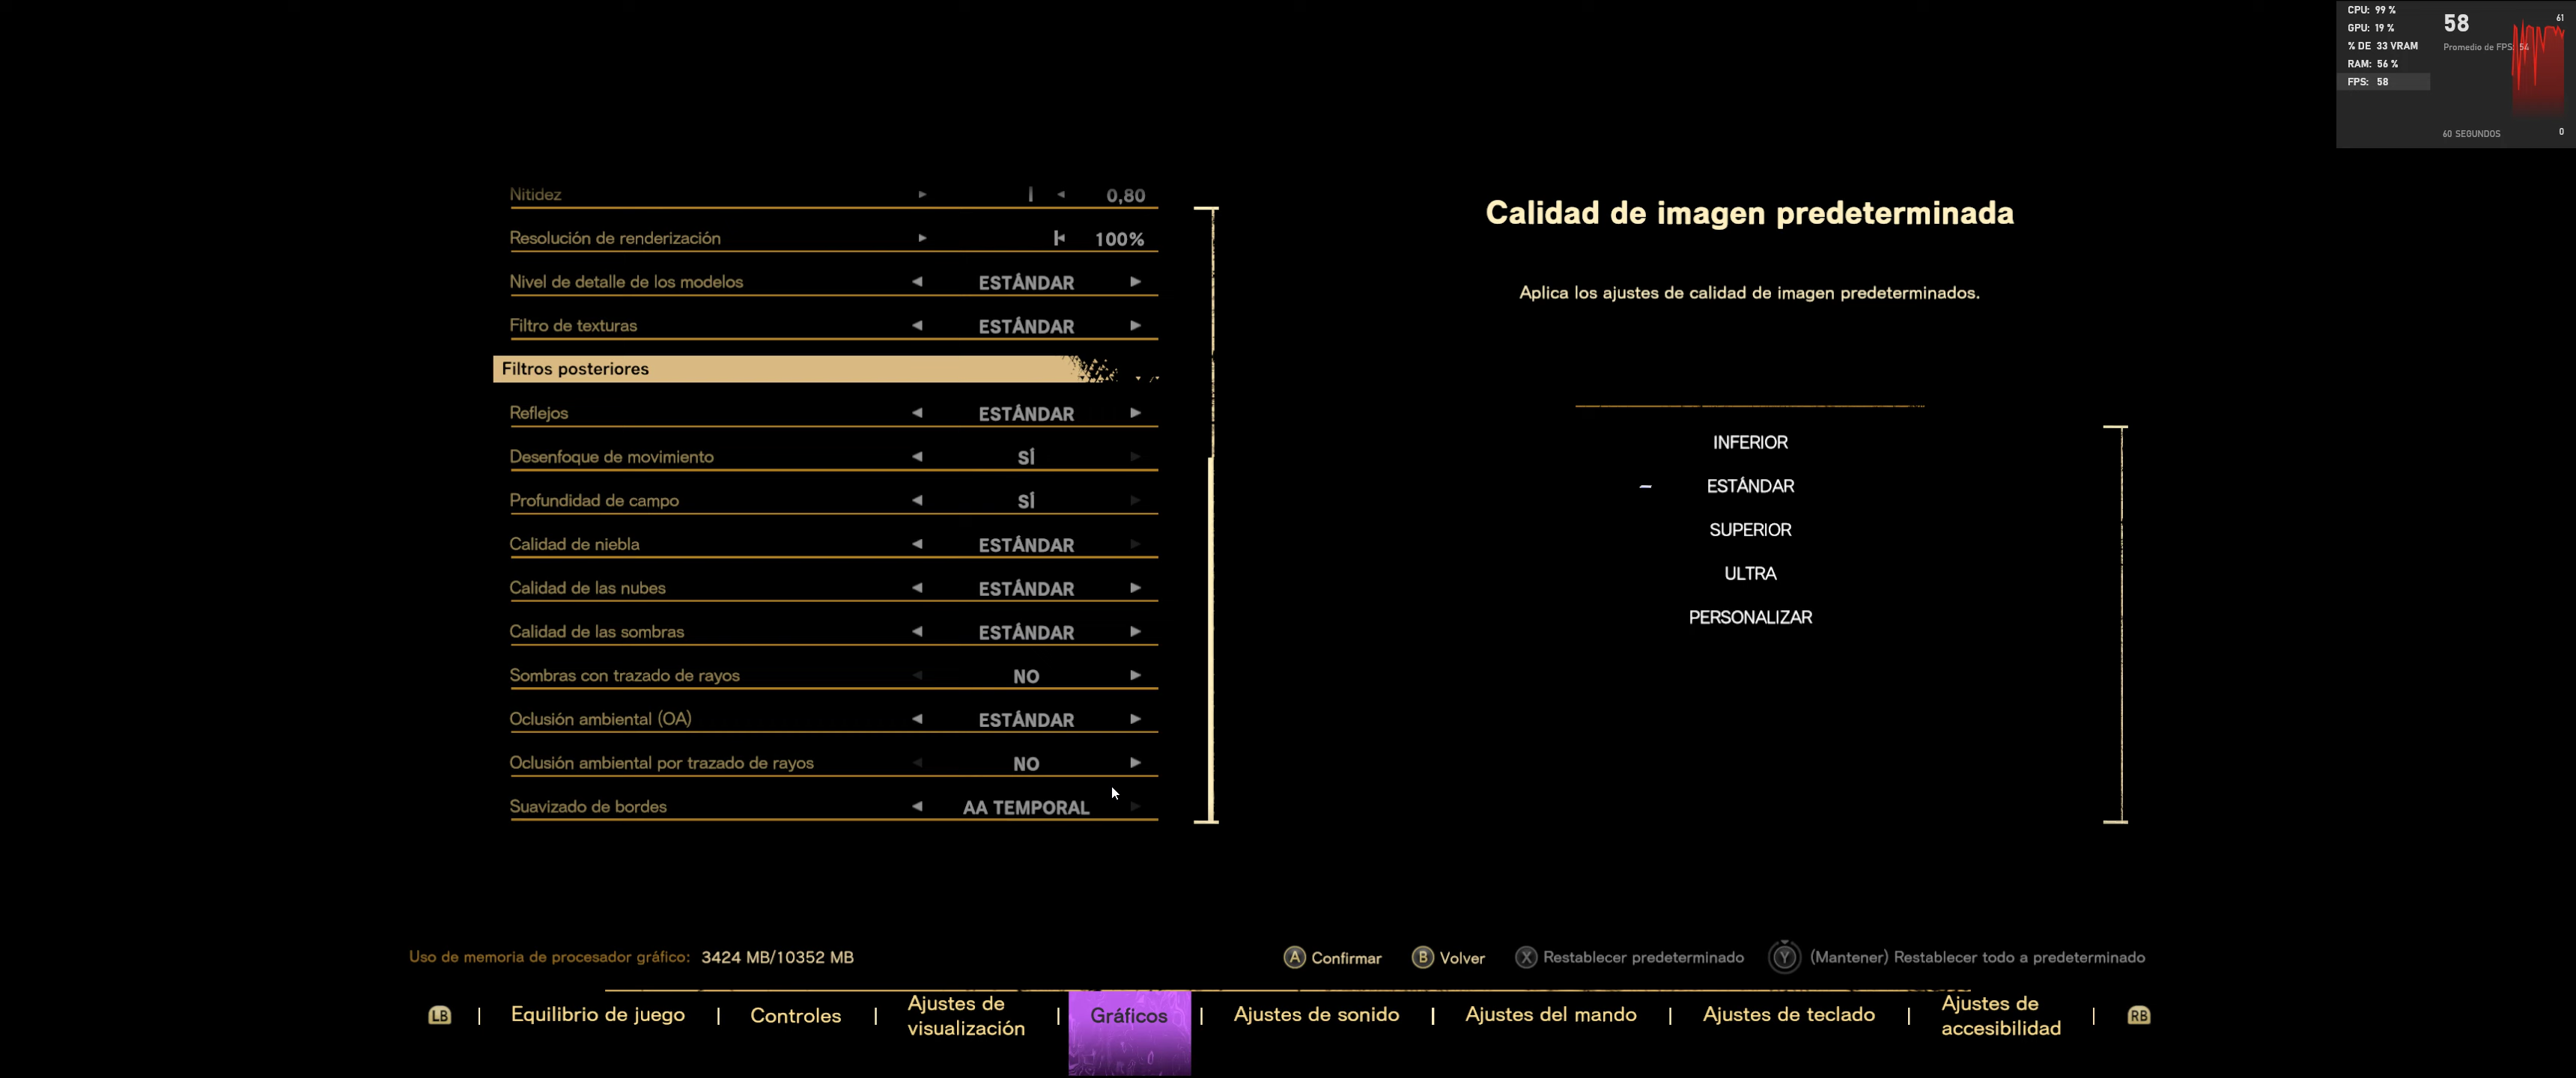 CPU: 99 %
GPU: 19 %
% DE 33 VRAM
RAM: 56 %
FPS: 58
58
61
Promedio de FPS: 54
60 SEGUNDOS
0
Nitidez 0,80
Resolución de renderización 100%
Nivel de detalle de los modelos ESTÁNDAR
Filtro de texturas ESTÁNDAR
Filtros posteriores
Reflejos ESTÁNDAR
Desenfoque de movimiento SÍ
Profundidad de campo SÍ
Calidad de niebla ESTÁNDAR
Calidad de las nubes ESTÁNDAR
Calidad de las sombras ESTÁNDAR
Sombras con trazado de rayos NO
Oclusión ambiental (OA) ESTÁNDAR
Oclusión ambiental por trazado de rayos NO
Suavizado de bordes AA TEMPORAL
Calidad de imagen predeterminada
Aplica los ajustes de calidad de imagen predeterminados.
INFERIOR
– ESTÁNDAR
SUPERIOR
ULTRA
PERSONALIZAR
Uso de memoria de procesador gráfico: 3424 MB/10352 MB
A Confirmar B Volver X Restablecer predeterminado Y (Mantener) Restablecer todo a predeterminado
LB | Equilibrio de juego | Controles | Ajustes de visualización | Gráficos | Ajustes de sonido | Ajustes del mando | Ajustes de teclado | Ajustes de accesibilidad | RB